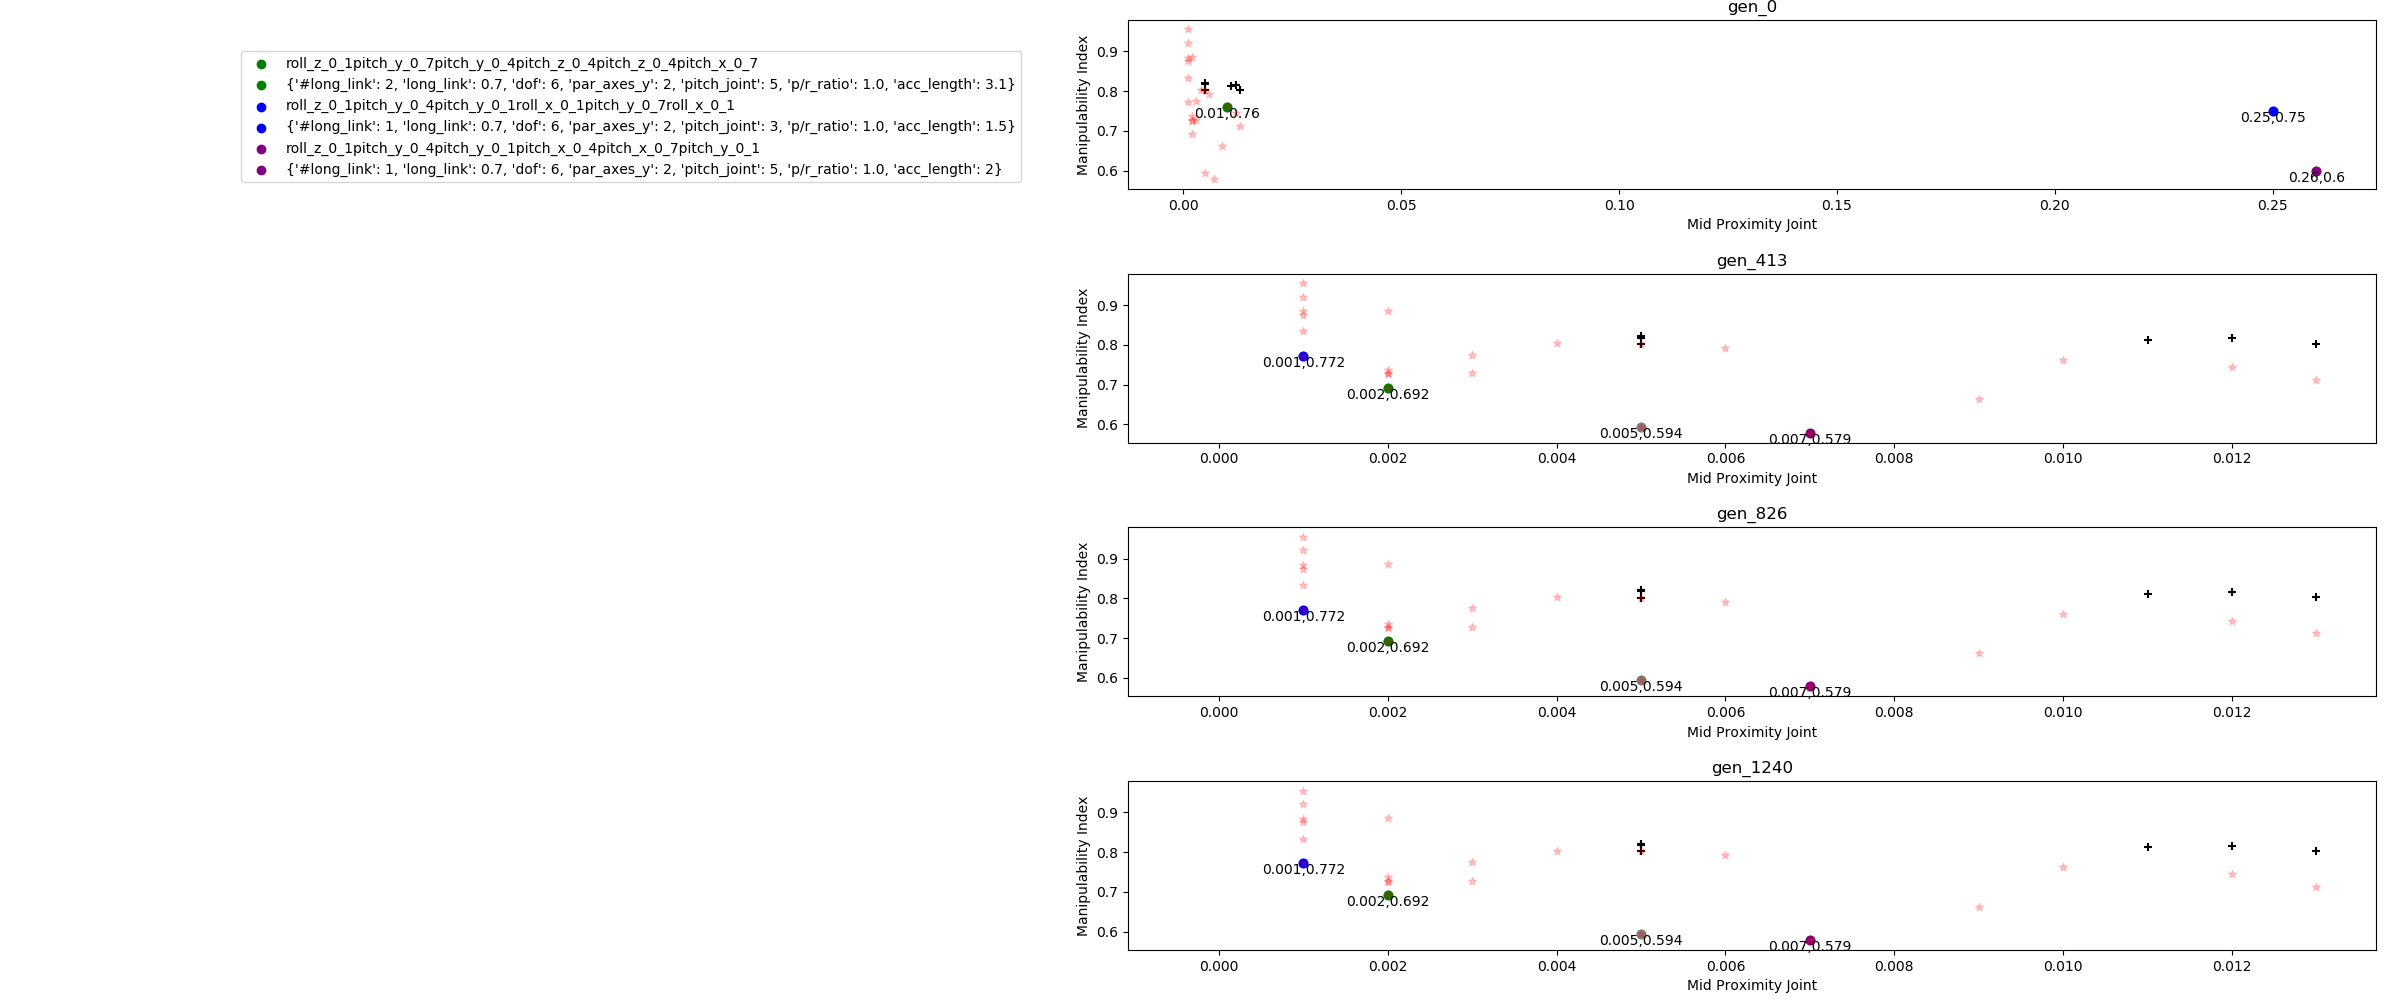 roll_z_0_1pitch_y_0_7pitch_y_0_4pitch_z_0_4pitch_z_0_4pitch_x_0_7
{'#long_link': 2, 'long_link': 0.7, 'dof': 6, 'par_axes_y': 2, 'pitch_joint': 5, 'p/r_ratio': 1.0, 'acc_length': 3.1}
roll_z_0_1pitch_y_0_4pitch_y_0_1roll_x_0_1pitch_y_0_7roll_x_0_1
{'#long_link': 1, 'long_link': 0.7, 'dof': 6, 'par_axes_y': 2, 'pitch_joint': 3, 'p/r_ratio': 1.0, 'acc_length': 1.5}
roll_z_0_1pitch_y_0_4pitch_y_0_1pitch_x_0_4pitch_x_0_7pitch_y_0_1
{'#long_link': 1, 'long_link': 0.7, 'dof': 6, 'par_axes_y': 2, 'pitch_joint': 5, 'p/r_ratio': 1.0, 'acc_length': 2}
gen_0
Manipulability Index
0.9
0.8
0.7
0.6
0.01,0.76
0.25,0.75
0.26,0.6
0.00 0.05 0.10 0.15 0.20 0.25
Mid Proximity Joint
gen_413
Manipulability Index
0.9
0.8
0.7
0.6
0.001,0.772
0.002,0.692
0.005,0.594
0.007,0.579
0.000 0.002 0.004 0.006 0.008 0.010 0.012
Mid Proximity Joint
gen_826
Manipulability Index
0.9
0.8
0.7
0.6
0.001,0.772
0.002,0.692
0.005,0.594
0.007,0.579
0.000 0.002 0.004 0.006 0.008 0.010 0.012
Mid Proximity Joint
gen_1240
Manipulability Index
0.9
0.8
0.7
0.6
0.001,0.772
0.002,0.692
0.005,0.594
0.007,0.579
0.000 0.002 0.004 0.006 0.008 0.010 0.012
Mid Proximity Joint